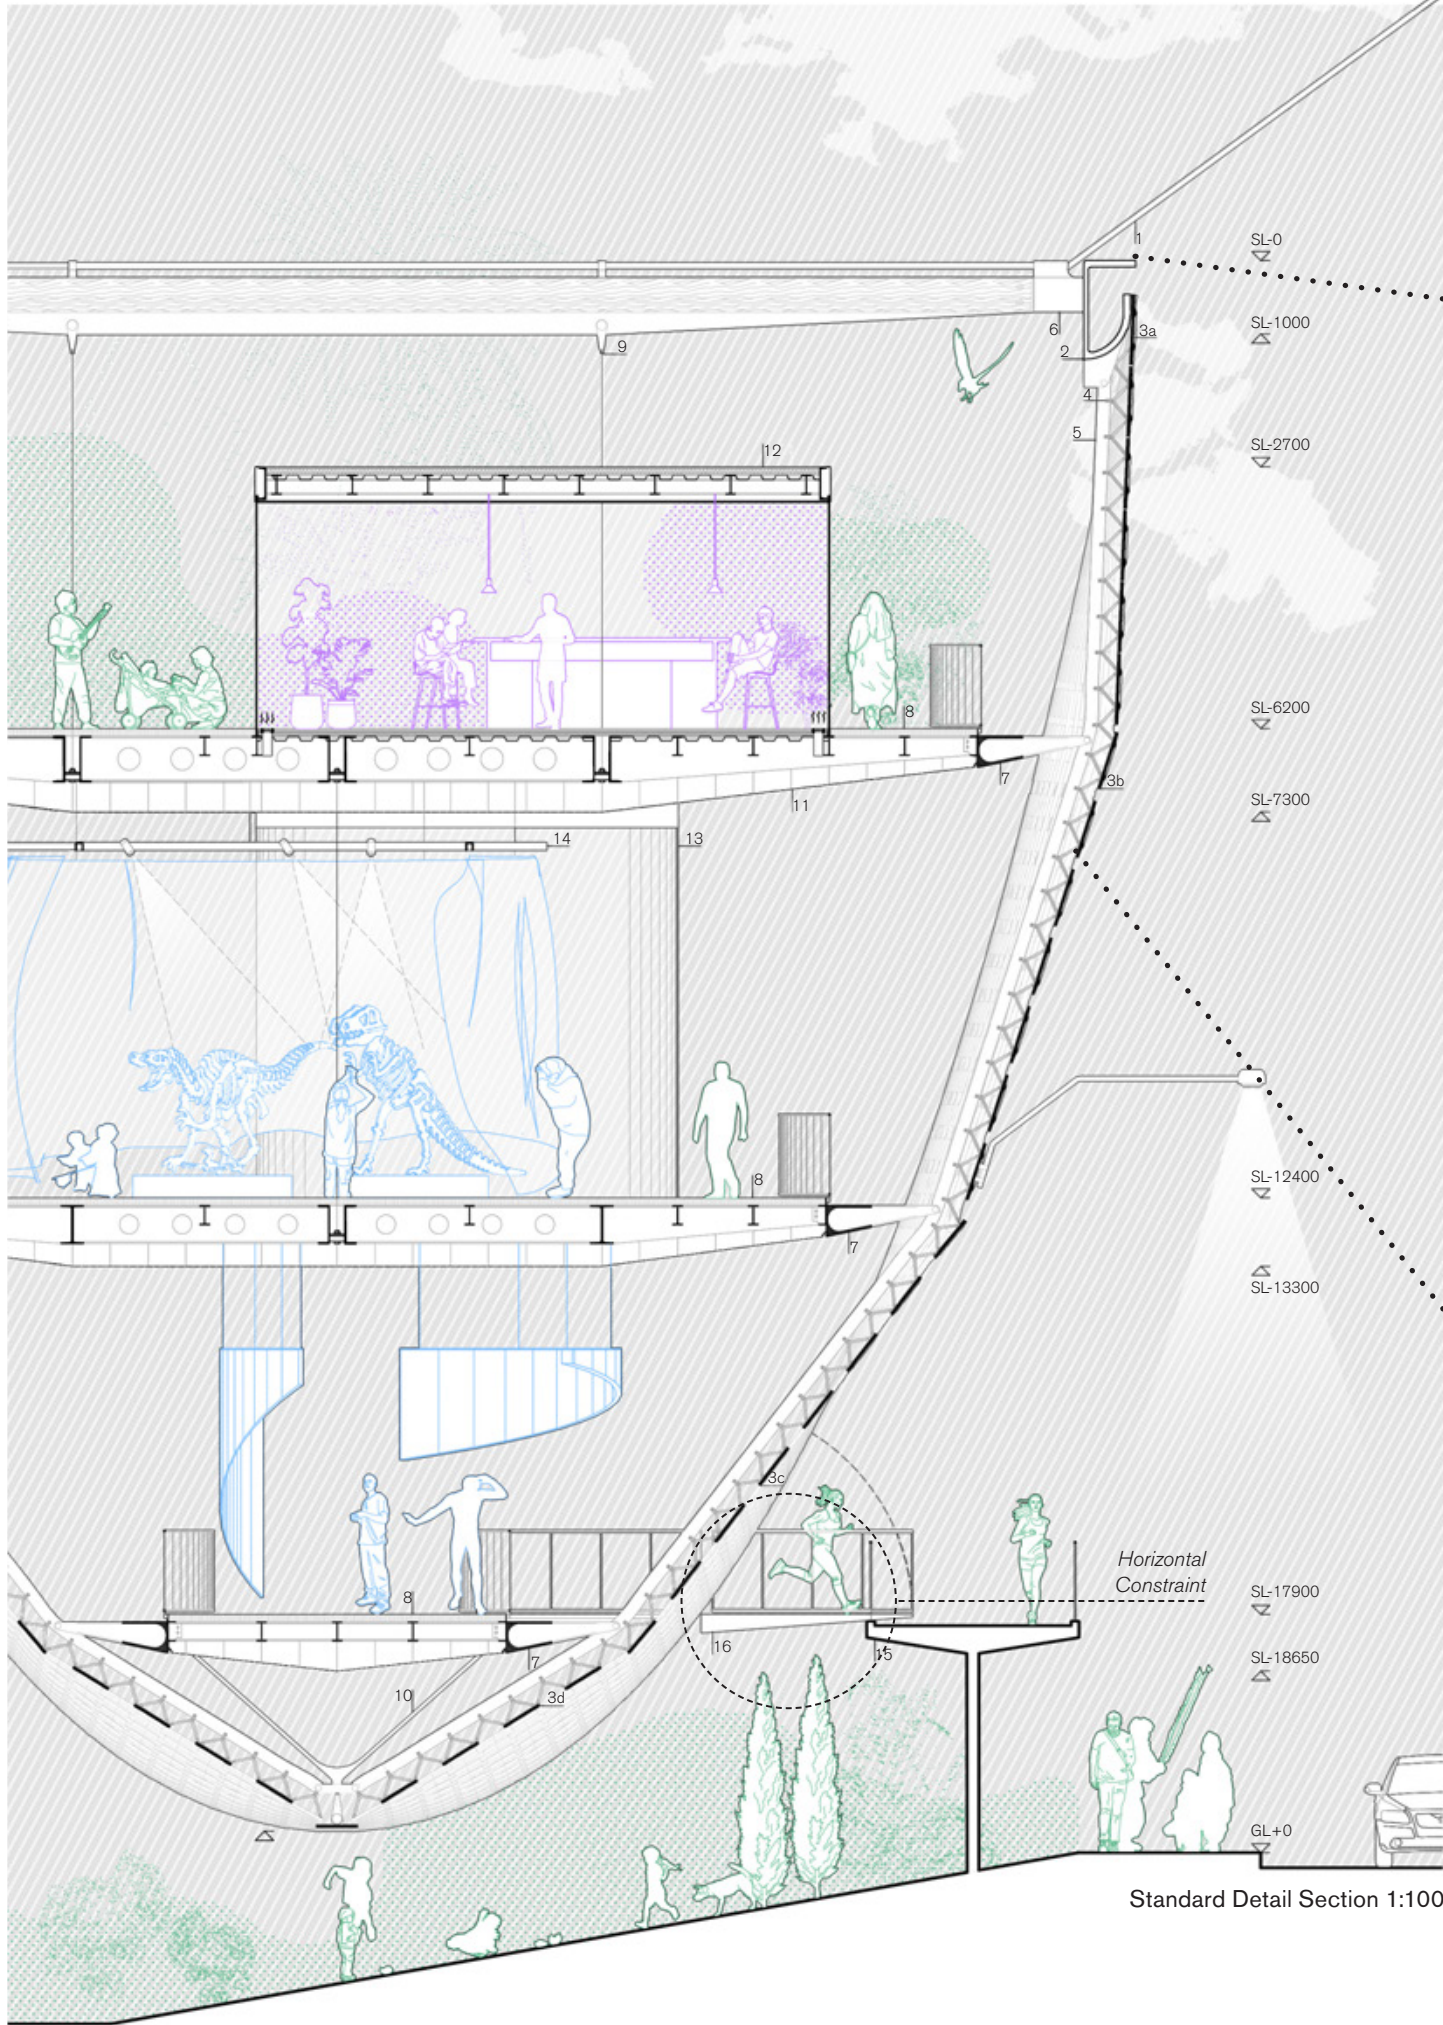 1
SL-0
6
3a
SL-1000
2
9
4
5
SL-2700
12
8
SL-6200
7
3b
11
SL-7300
14
13
8
SL-12400
7
SL-13300
3c
Horizontal
Constraint
8
SL-17900
16
15
7
SL-18650
10
3d
GL+0
Standard Detail Section 1:100